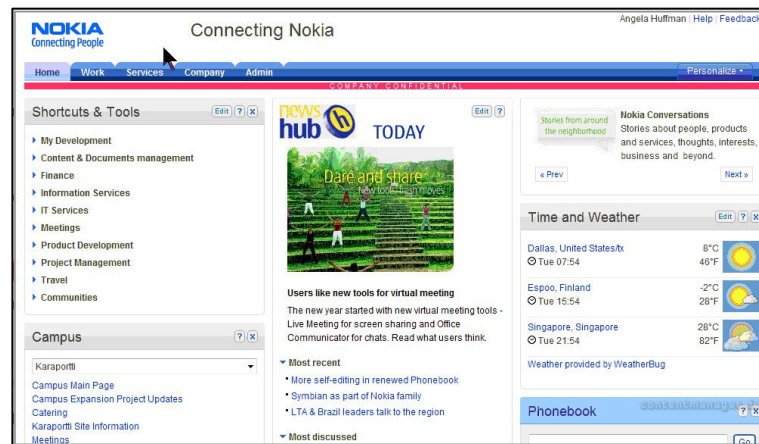 NOKIA
Connecting People
Connecting Nokia
Angela Huffman | Help | Feedback
Home Work Services Company Admin
Personalize
COMPANY CONFIDENTIAL
Shortcuts & Tools
Edit ? x
My Development
Content & Documents management
Finance
Information Services
IT Services
Meetings
Product Development
Project Management
Travel
Communities
Campus
? x
Karaportti
Campus Main Page
Campus Expansion Project Updates
Catering
Karaportti Site Information
Meetings
news
hub
TODAY
Edit ?
Dare and share
New tools, fresh moves
Users like new tools for virtual meeting
The new year started with new virtual meeting tools -
Live Meeting for screen sharing and Office
Communicator for chats. Read what users think.
Most recent
More self-editing in renewed Phonebook
Symbian as part of Nokia family
LTA & Brazil leaders talk to the region
Most discussed
Stories from around
the neighborhood
Nokia Conversations
Stories about people, products
and services, thoughts, interests,
business and beyond.
« Prev
Next »
Time and Weather
Edit ? x
Dallas, United States/tx 8°C
Tue 07:54 46°F
Espoo, Finland -2°C
Tue 15:54 28°F
Singapore, Singapore 28°C
Tue 21:54 82°F
Weather provided by WeatherBug
Phonebook
? x
Go